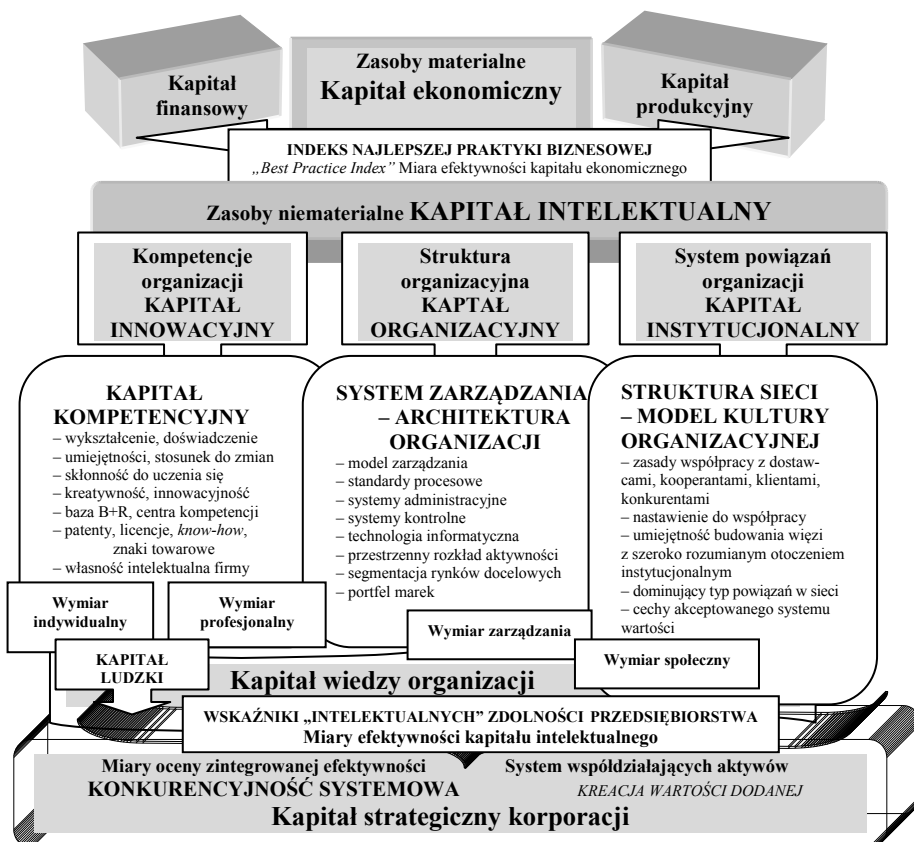 Kapitał
finansowy
Zasoby materialne
Kapitał ekonomiczny
Kapitał
produkcyjny
INDEKS NAJLEPSZEJ PRAKTYKI BIZNESOWEJ
„Best Practice Index” Miara efektywności kapitału ekonomicznego
Zasoby niematerialne KAPITAŁ INTELEKTUALNY
Kompetencje
organizacji
KAPITAŁ
INNOWACYJNY
Struktura
organizacyjna
KAPTAŁ
ORGANIZACYJNY
System powiązań
organizacji
KAPITAŁ
INSTYTUCJONALNY
KAPITAŁ
KOMPETENCYJNY
– wykształcenie, doświadczenie
– umiejętności, stosunek do zmian
– skłonność do uczenia się
– kreatywność, innowacyjność
– baza B+R, centra kompetencji
– patenty, licencje, know-how,
znaki towarowe
– własność intelektualna firmy
SYSTEM ZARZĄDZANIA
– ARCHITEKTURA
ORGANIZACJI
– model zarządzania
– standardy procesowe
– systemy administracyjne
– systemy kontrolne
– technologia informatyczna
– przestrzenny rozkład aktywności
– segmentacja rynków docelowych
– portfel marek
STRUKTURA SIECI
– MODEL KULTURY
ORGANIZACYJNEJ
– zasady współpracy z dostaw-
cami, kooperantami, klientami,
konkurentami
– nastawienie do współpracy
– umiejętność budowania więzi
z szeroko rozumianym otoczeniem
instytucjonalnym
– dominujący typ powiązań w sieci
– cechy akceptowanego systemu
wartości
Wymiar
indywidualny
Wymiar
profesjonalny
Wymiar zarządzania
Wymiar społeczny
KAPITAŁ
LUDZKI
Kapitał wiedzy organizacji
WSKAŹNIKI „INTELEKTUALNYCH” ZDOLNOŚCI PRZEDSIĘBIORSTWA
Miary efektywności kapitału intelektualnego
Miary oceny zintegrowanej efektywności
KONKURENCYJNOŚĆ SYSTEMOWA
System współdziałających aktywów
KREACJA WARTOŚCI DODANEJ
Kapitał strategiczny korporacji